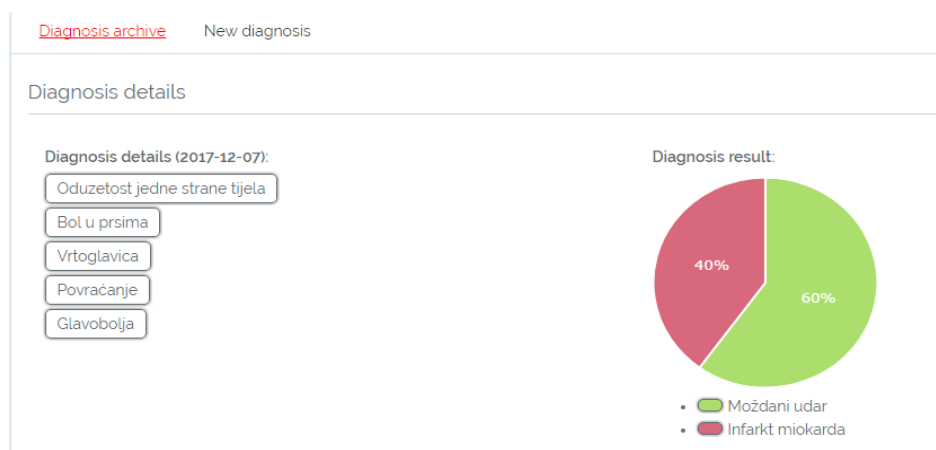 Diagnosis archive New diagnosis
Diagnosis details
Diagnosis details (2017-12-07):
Oduzetost jedne strane tijela
Bol u prsima
Vrtoglavica
Povraćanje
Glavobolja
Diagnosis result:
40%
60%
Moždani udar
Infarkt miokarda